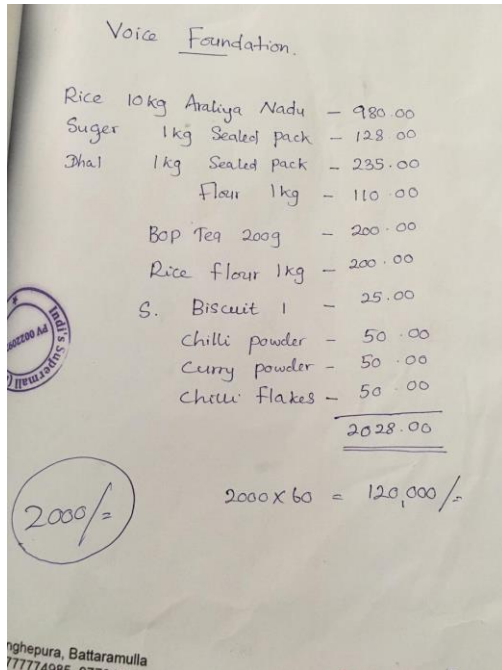 Voice Foundation.
Rice 10kg Araliya Nadu - 980.00
Suger 1kg Sealed pack - 128.00
Dhal 1kg Sealed pack - 235.00
Flour 1kg - 110.00
Bop Tea 200g - 200.00
Rice flour 1kg - 200.00
S. Biscuit 1 - 25.00
Chilli powder - 50.00
Curry powder - 50.00
Chilli flakes - 50.00
2028.00
2000/=
2000 x 60 = 120,000/=
Indi's Supermall
nghepura, Battaramulla